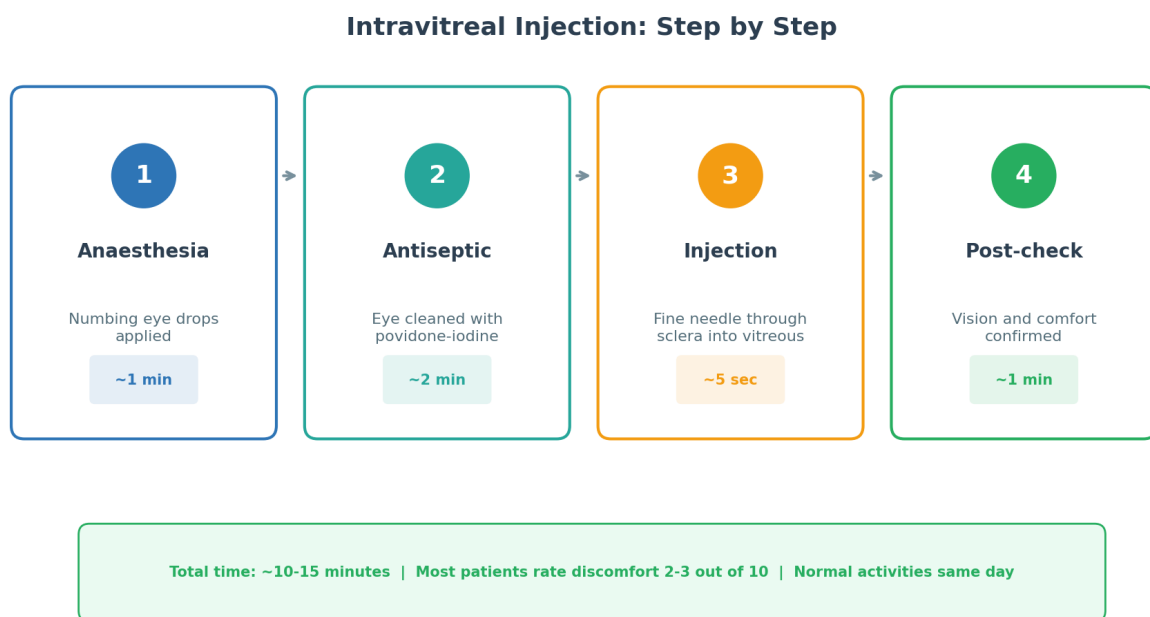 Intravitreal Injection: Step by Step
1
2
3
4
Anaesthesia
Antiseptic
Injection
Post-check
Numbing eye drops
applied
Eye cleaned with
povidone-iodine
Fine needle through
sclera into vitreous
Vision and comfort
confirmed
~1 min
~2 min
~5 sec
~1 min
Total time: ~10-15 minutes | Most patients rate discomfort 2-3 out of 10 | Normal activities same day